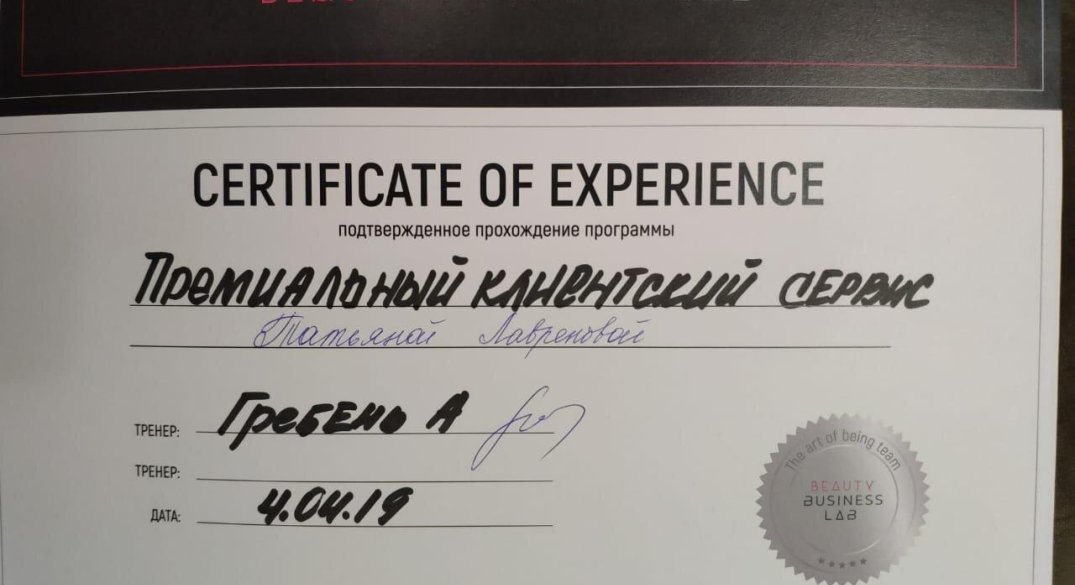 CERTIFICATE OF EXPERIENCE
подтвержденное прохождение программы
Премиальный клиентский сервис
Татьяной Лавреновой
ТРЕНЕР: Гребень А
ТРЕНЕР:
ДАТА: 4.04.19
The art of being team
BEAUTY
BUSINESS
LAB